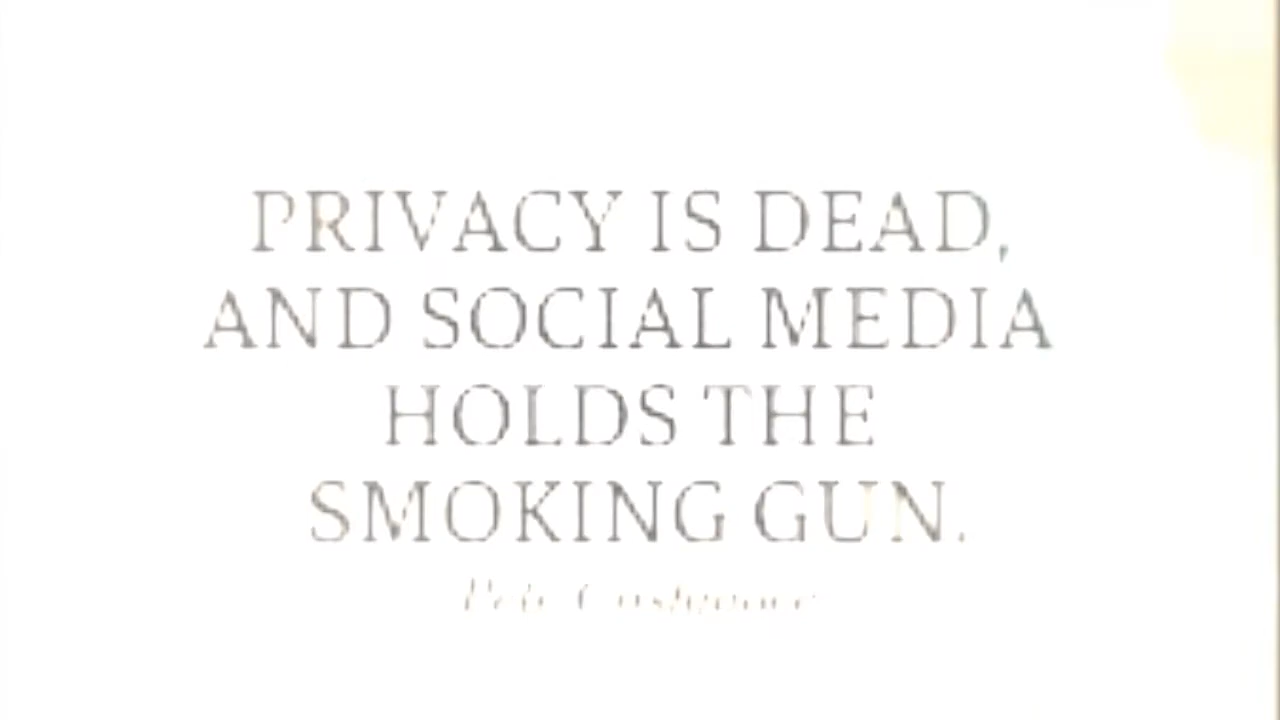 PRIVACY IS DEAD,
AND SOCIAL MEDIA
HOLDS THE
SMOKING GUN.